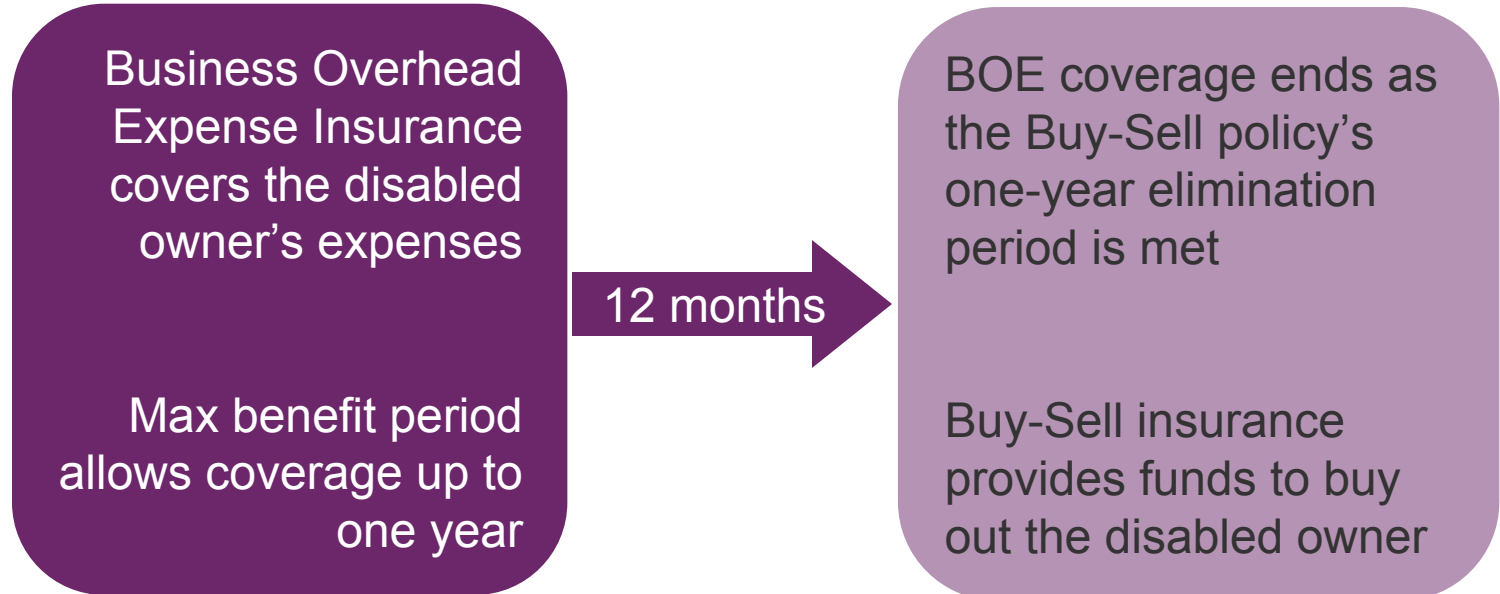 Business Overhead
Expense Insurance
covers the disabled
owner’s expenses
Max benefit period
allows coverage up to
one year
12 months
BOE coverage ends as
the Buy-Sell policy’s
one-year elimination
period is met
Buy-Sell insurance
provides funds to buy
out the disabled owner